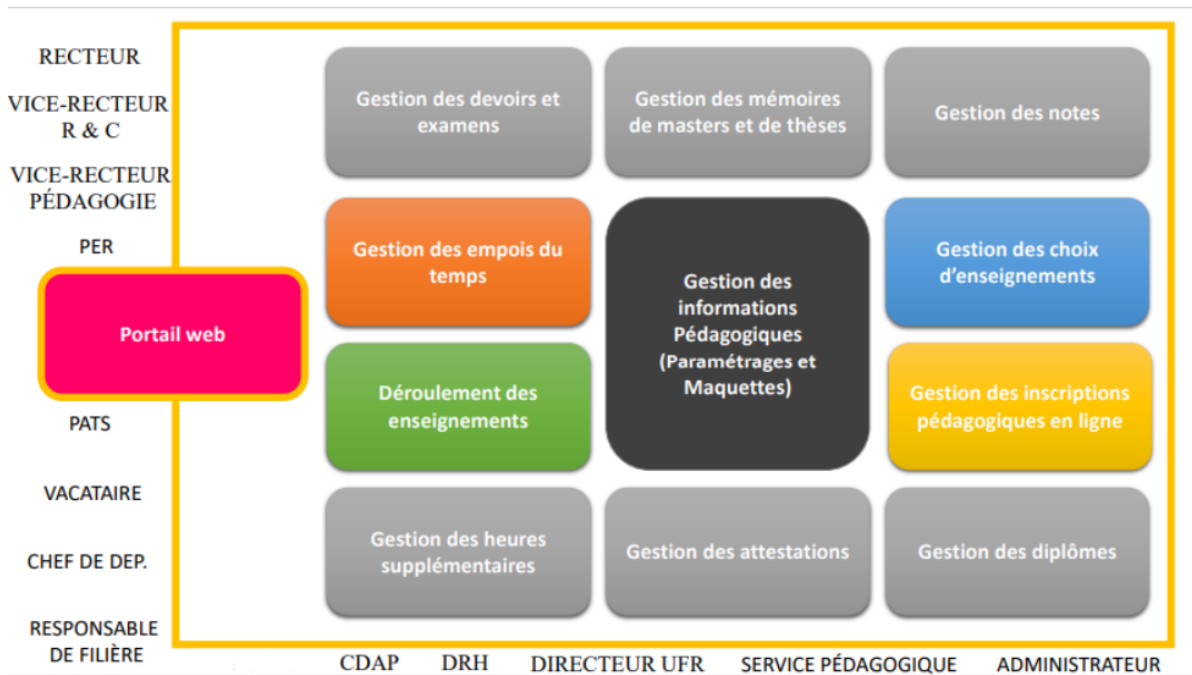 RECTEUR
VICE-RECTEUR
R & C
VICE-RECTEUR
PÉDAGOGIE
PER
Portail web
PATS
VACATAIRE
CHEF DE DEP.
RESPONSABLE
DE FILIÈRE
Gestion des devoirs et
examens
Gestion des mémoires
de masters et de thèses
Gestion des notes
Gestion des empois du
temps
Gestion des
informations
Pédagogiques
(Paramétrages et
Maquettes)
Gestion des choix
d'enseignements
Déroulement des
enseignements
Gestion des inscriptions
pédagogiques en ligne
Gestion des heures
supplémentaires
Gestion des attestations
Gestion des diplômes
CDAP
DRH
DIRECTEUR UFR
SERVICE PÉDAGOGIQUE
ADMINISTRATEUR